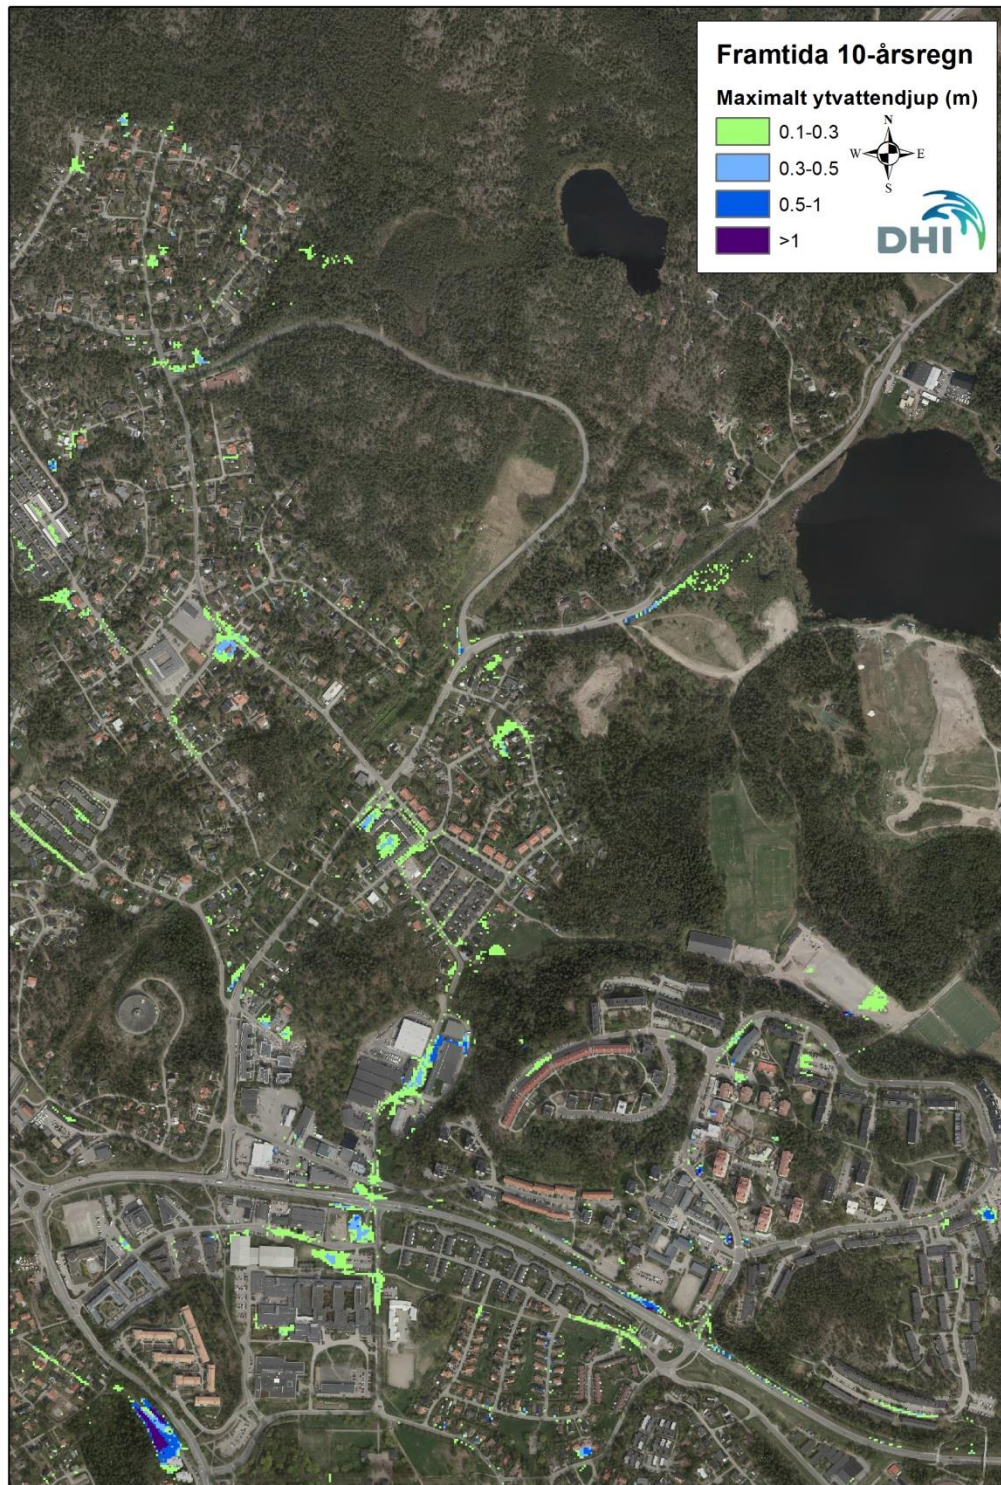 Framtida 10-årsregn
Maximalt ytvattendjup (m)
0.1-0.3
0.3-0.5
0.5-1
>1
N
W E
S
DHI